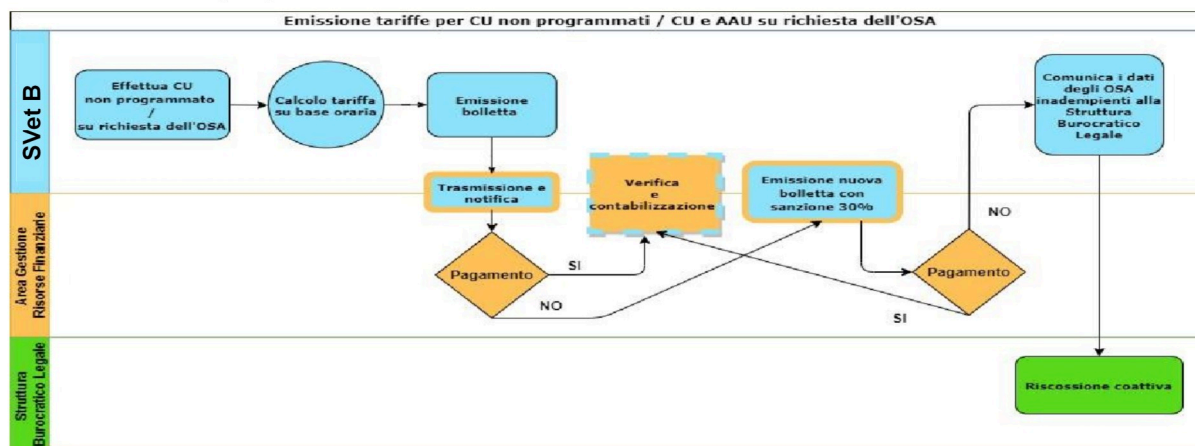 Emissione tariffe per CU non programmati / CU e AAU su richiesta dell'OSA
SVet B
Effettua CU
non programmato
/
su richiesta dell'OSA
Calcolo tariffa
su base oraria
Emissione
bolletta
Comunica i dati
degli OSA
inadempienti alla
Struttura
Burocratico
Legale
Trasmissione e
notifica
Verifica
e
contabilizzazione
Emissione nuova
bolletta con
sanzione 30%
NO
Area Gestione
Risorse Finanziarie
Pagamento
SI
NO
Pagamento
SI
Struttura
Burocratico Legale
Riscossione coattiva